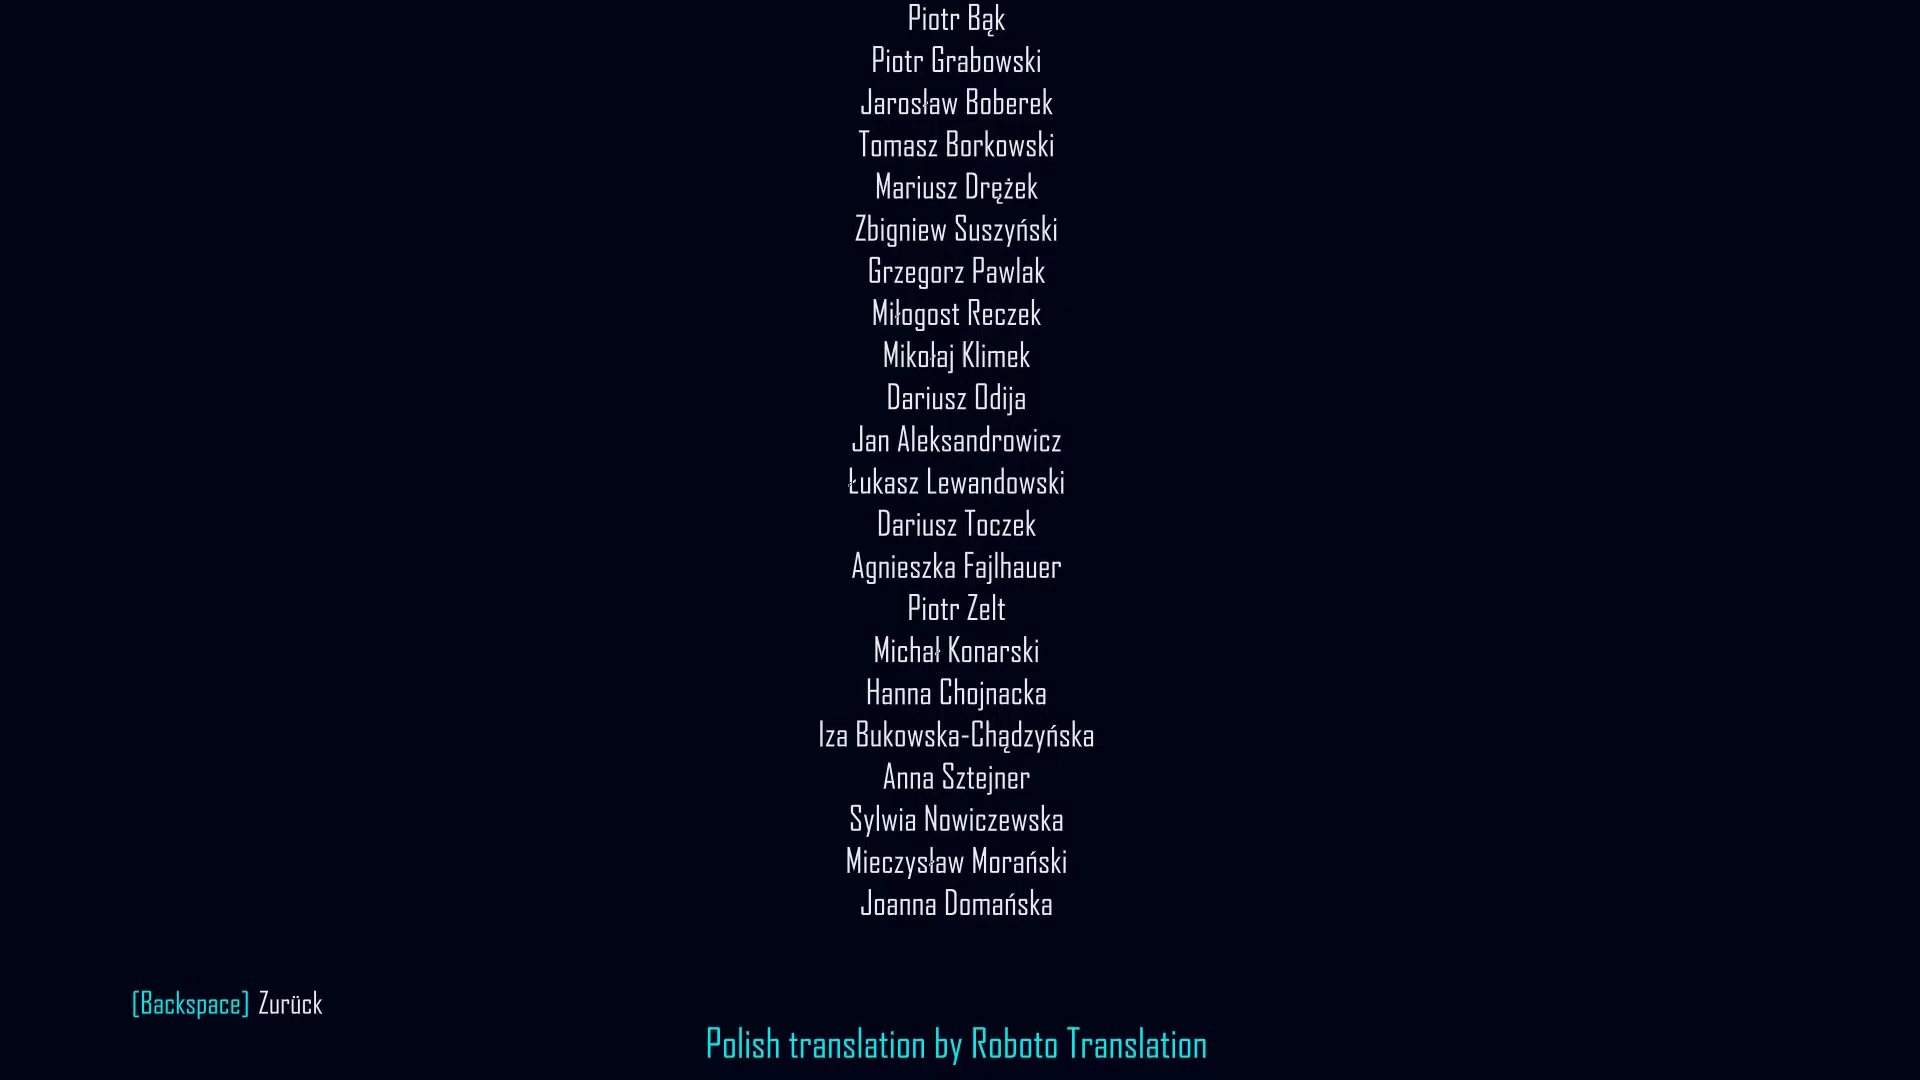 Piotr Bąk
Piotr Grabowski
Jarosław Boberek
Tomasz Borkowski
Mariusz Drężek
Zbigniew Suszyński
Grzegorz Pawlak
Miłogost Reczek
Mikołaj Klimek
Dariusz Odija
Jan Aleksandrowicz
Łukasz Lewandowski
Dariusz Toczek
Agnieszka Fajlhauer
Piotr Zelt
Michał Konarski
Hanna Chojnacka
Iza Bukowska-Chądzyńska
Anna Sztejner
Sylwia Nowiczewska
Mieczysław Morański
Joanna Domańska
[Backspace] Zurück
Polish translation by Roboto Translation